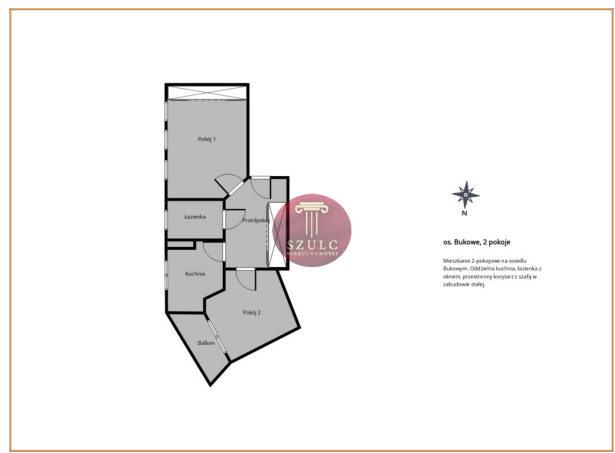 Pokój 1
Łazienka
Przedpokój
SZULC
NIERUCHOMOŚCI
Kuchnia
Pokój 2
Balkon
N
os. Bukowe, 2 pokoje
Mieszkanie 2-pokojowe na osiedlu
Bukowym. Oddzielna kuchnia, łazienka z
oknem, przestronny korytarz z szafą w
zabudowie stałej.